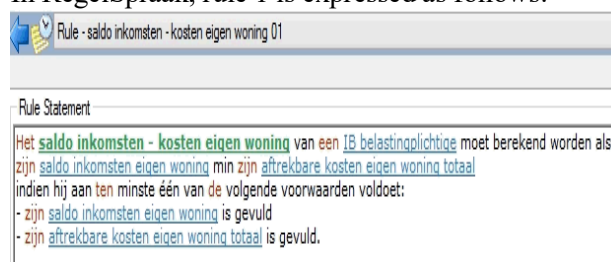 In RegelSpraak, rule 1 is expressed as follows:
Rule - saldo inkomsten - kosten eigen woning 01
Rule Statement
Het saldo inkomsten - kosten eigen woning van een IB belastingplichtige moet berekend worden als
zijn saldo inkomsten eigen woning min zijn aftrekbare kosten eigen woning totaal
indien hij aan ten minste één van de volgende voorwaarden voldoet:
- zijn saldo inkomsten eigen woning is gevuld
- zijn aftrekbare kosten eigen woning totaal is gevuld.